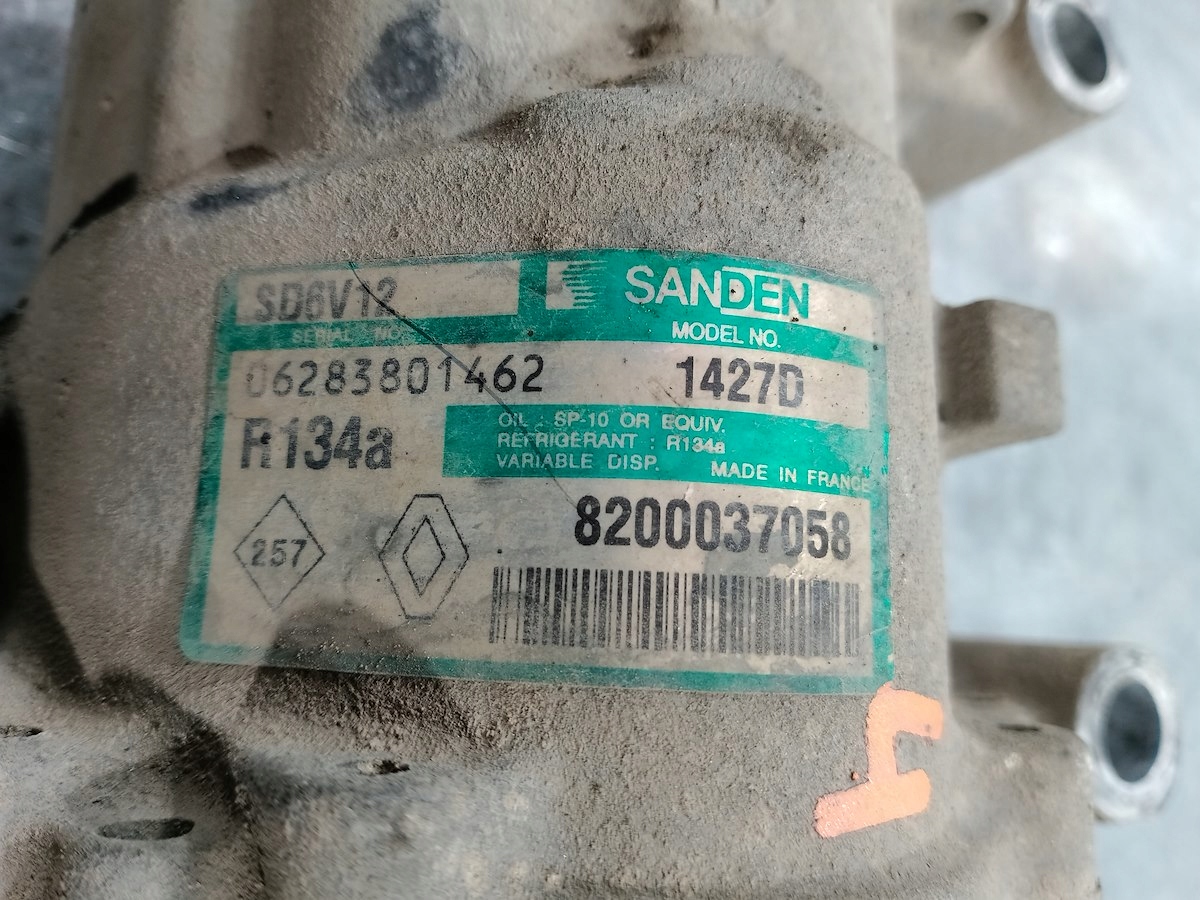 SD6V12
SANDEN
SERIAL NO.
MODEL NO.
06283801462
1427D
R134a
OIL : SP-10 OR EQUIV.
REFRIGERANT : R134a
VARIABLE DISP.
MADE IN FRANCE
8200037058
257